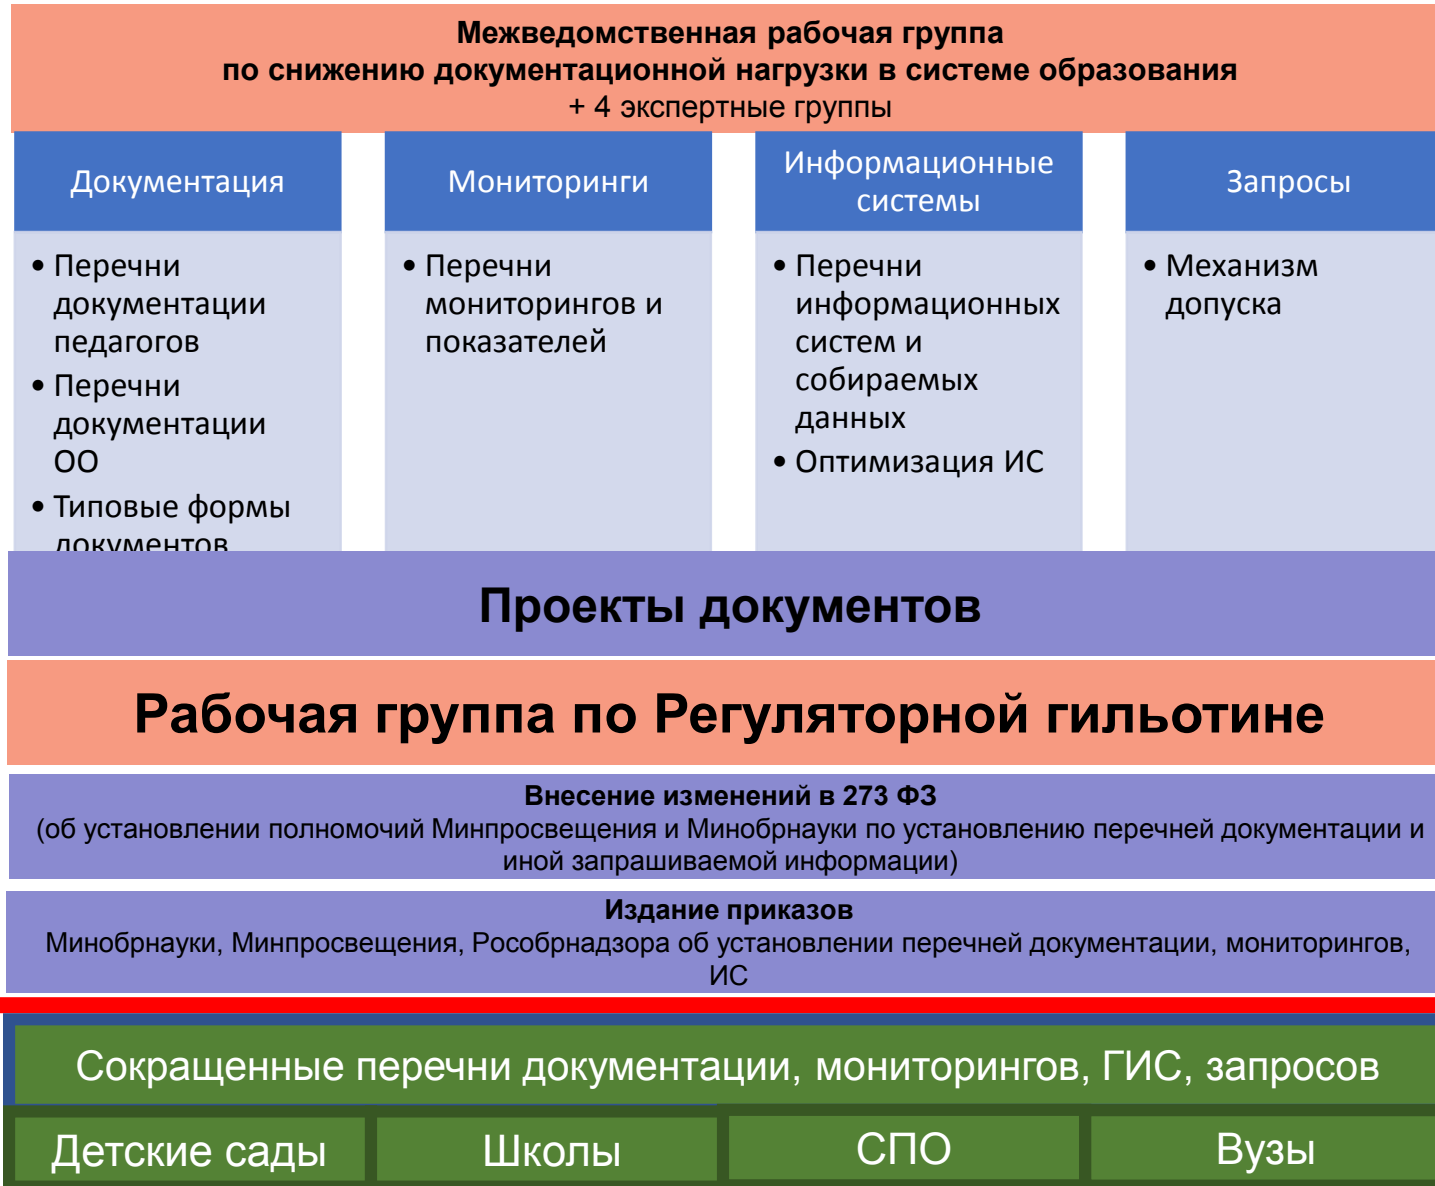 Межведомственная рабочая группа
по снижению документационной нагрузки в системе образования
+ 4 экспертные группы
Документация
• Перечни
документации
педагогов
• Перечни
документации
ОО
• Типовые формы
документов
Мониторинги
• Перечни
мониторингов и
показателей
Информационные
системы
• Перечни
информационных
систем и
собираемых
данных
• Оптимизация ИС
Запросы
• Механизм
допуска
Проекты документов
Рабочая группа по Регуляторной гильотине
Внесение изменений в 273 ФЗ
(об установлении полномочий Минпросвещения и Минобрнауки по установлению перечней документации и
иной запрашиваемой информации)
Издание приказов
Минобрнауки, Минпросвещения, Рособрнадзора об установлении перечней документации, мониторингов,
ИС
Сокращенные перечни документации, мониторингов, ГИС, запросов
Детские сады
Школы
СПО
Вузы